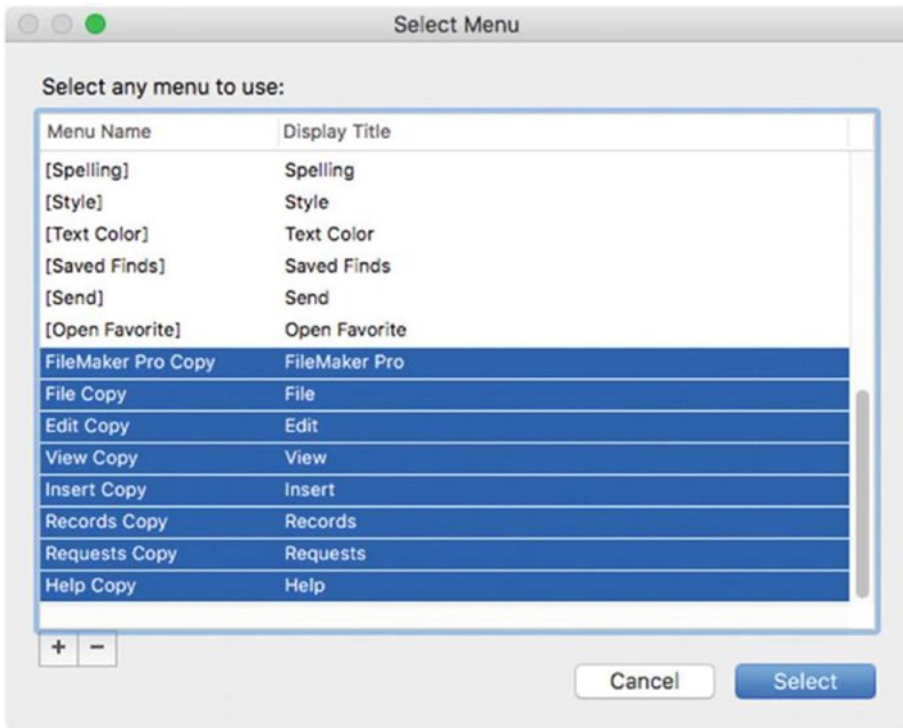 Select Menu
Select any menu to use:
Menu Name Display Title
[Spelling] Spelling
[Style] Style
[Text Color] Text Color
[Saved Finds] Saved Finds
[Send] Send
[Open Favorite] Open Favorite
FileMaker Pro Copy FileMaker Pro
File Copy File
Edit Copy Edit
View Copy View
Insert Copy Insert
Records Copy Records
Requests Copy Requests
Help Copy Help
+ −
Cancel Select